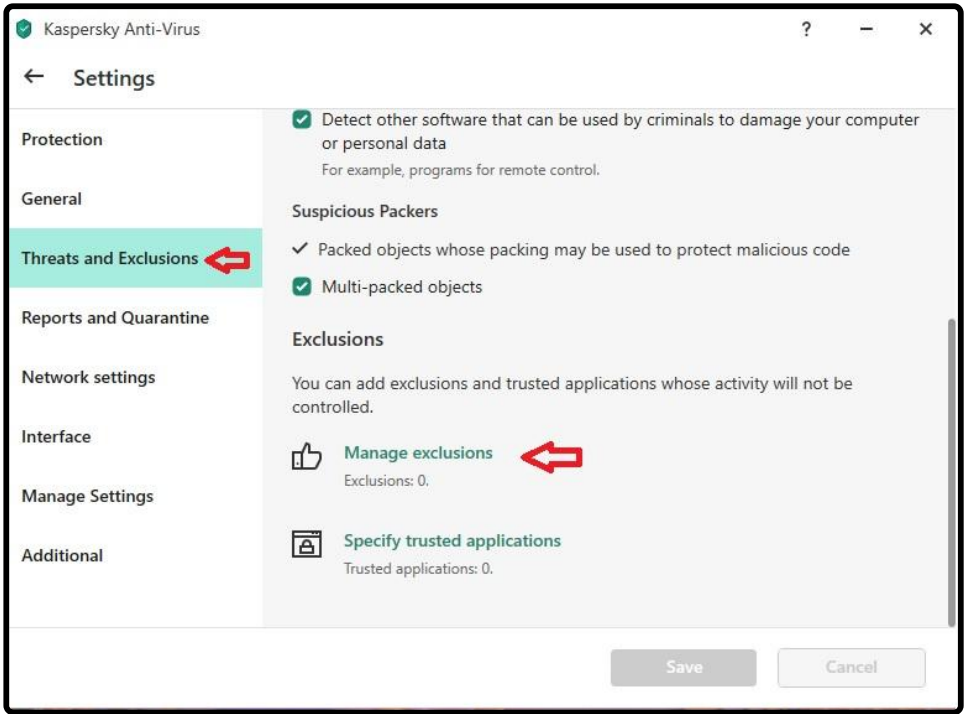 Kaspersky Anti-Virus
?
Settings
Protection
General
Threats and Exclusions
Reports and Quarantine
Network settings
Interface
Manage Settings
Additional
Detect other software that can be used by criminals to damage your computer
or personal data
For example, programs for remote control.
Suspicious Packers
Packed objects whose packing may be used to protect malicious code
Multi-packed objects
Exclusions
You can add exclusions and trusted applications whose activity will not be
controlled.
Manage exclusions
Exclusions: 0.
Specify trusted applications
Trusted applications: 0.
Save
Cancel